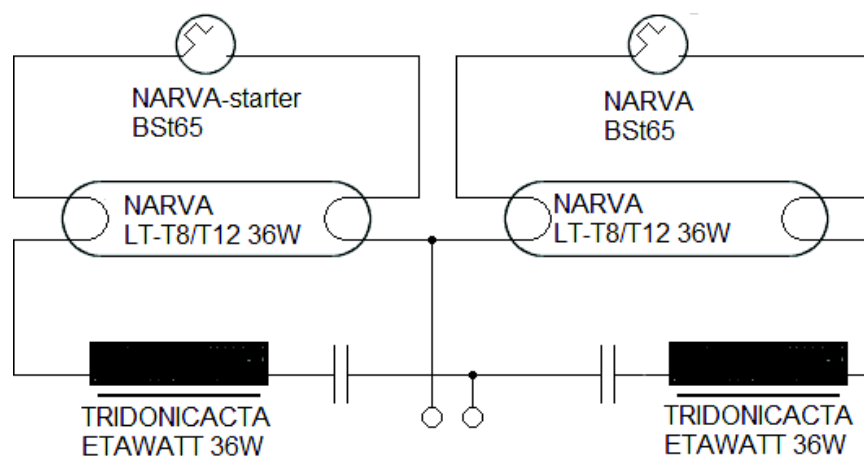 NARVA-starter
BSt65
NARVA
BSt65
NARVA
LT-T8/T12 36W
NARVA
LT-T8/T12 36W
TRIDONICACTA
ETAWATT 36W
TRIDONICACTA
ETAWATT 36W